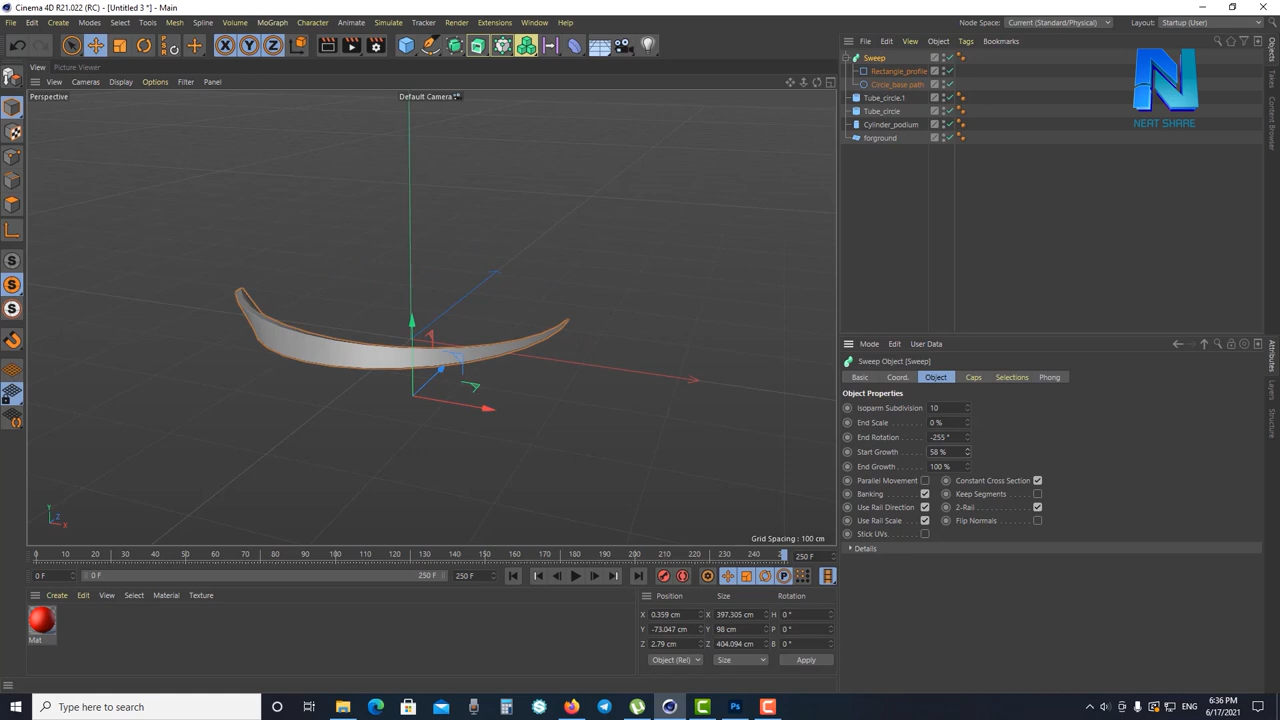 Cinema 4D R21.022 (RC) - [Untitled 3 *] - Main
File Edit Create Modes Select Tools Mesh Spline Volume MoGraph Character Animate Simulate Tracker Render Extensions Window Help
Node Space: Current (Standard/Physical) Layout: Startup (User)
PSR
X Y Z
View Picture Viewer
View Cameras Display Options Filter Panel
Perspective
Default Camera
Grid Spacing : 100 cm
Y
Z
X
File Edit View Object Tags Bookmarks
Sweep
Rectangle_profile
Circle_base path
Tube_circle.1
Tube_circle
Cylinder_podium
forground
N
NEAT SHARE
Objects
Takes
Content Browser
Attributes
Layers
Structure
Mode Edit User Data
Sweep Object [Sweep]
Basic Coord. Object Caps Selections Phong
Object Properties
Isoparm Subdivision 10
End Scale 0 %
End Rotation -255 °
Start Growth 58 %
End Growth 100 %
Parallel Movement Constant Cross Section
Banking Keep Segments
Use Rail Direction 2-Rail
Use Rail Scale Flip Normals
Stick UVs
Details
0 10 20 30 40 50 60 70 80 90 100 110 120 130 140 150 160 170 180 190 200 210 220 230 240 250 F
0 F 0 F 250 F 250 F
P
Create Edit View Select Material Texture
Mat
Position Size Rotation
X 0.359 cm X 397.305 cm H 0 °
Y -73.047 cm Y 98 cm P 0 °
Z 2.79 cm Z 404.094 cm B 0 °
Object (Rel) Size Apply
Type here to search
Ps
ENG
6:36 PM
6/17/2021